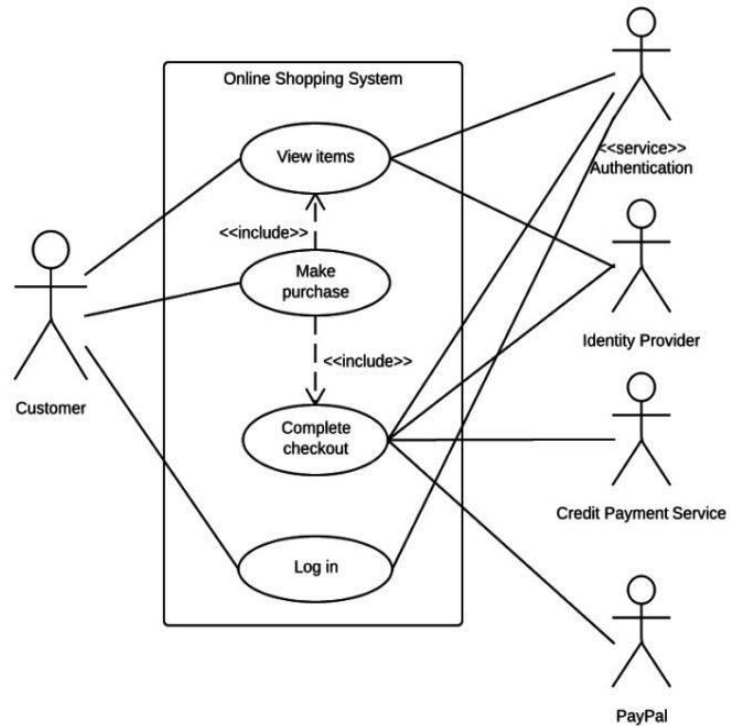 Online Shopping System
View items
<<service>>
Authentication
<<include>>
Make
purchase
Identity Provider
<<include>>
Customer
Complete
checkout
Credit Payment Service
Log in
PayPal